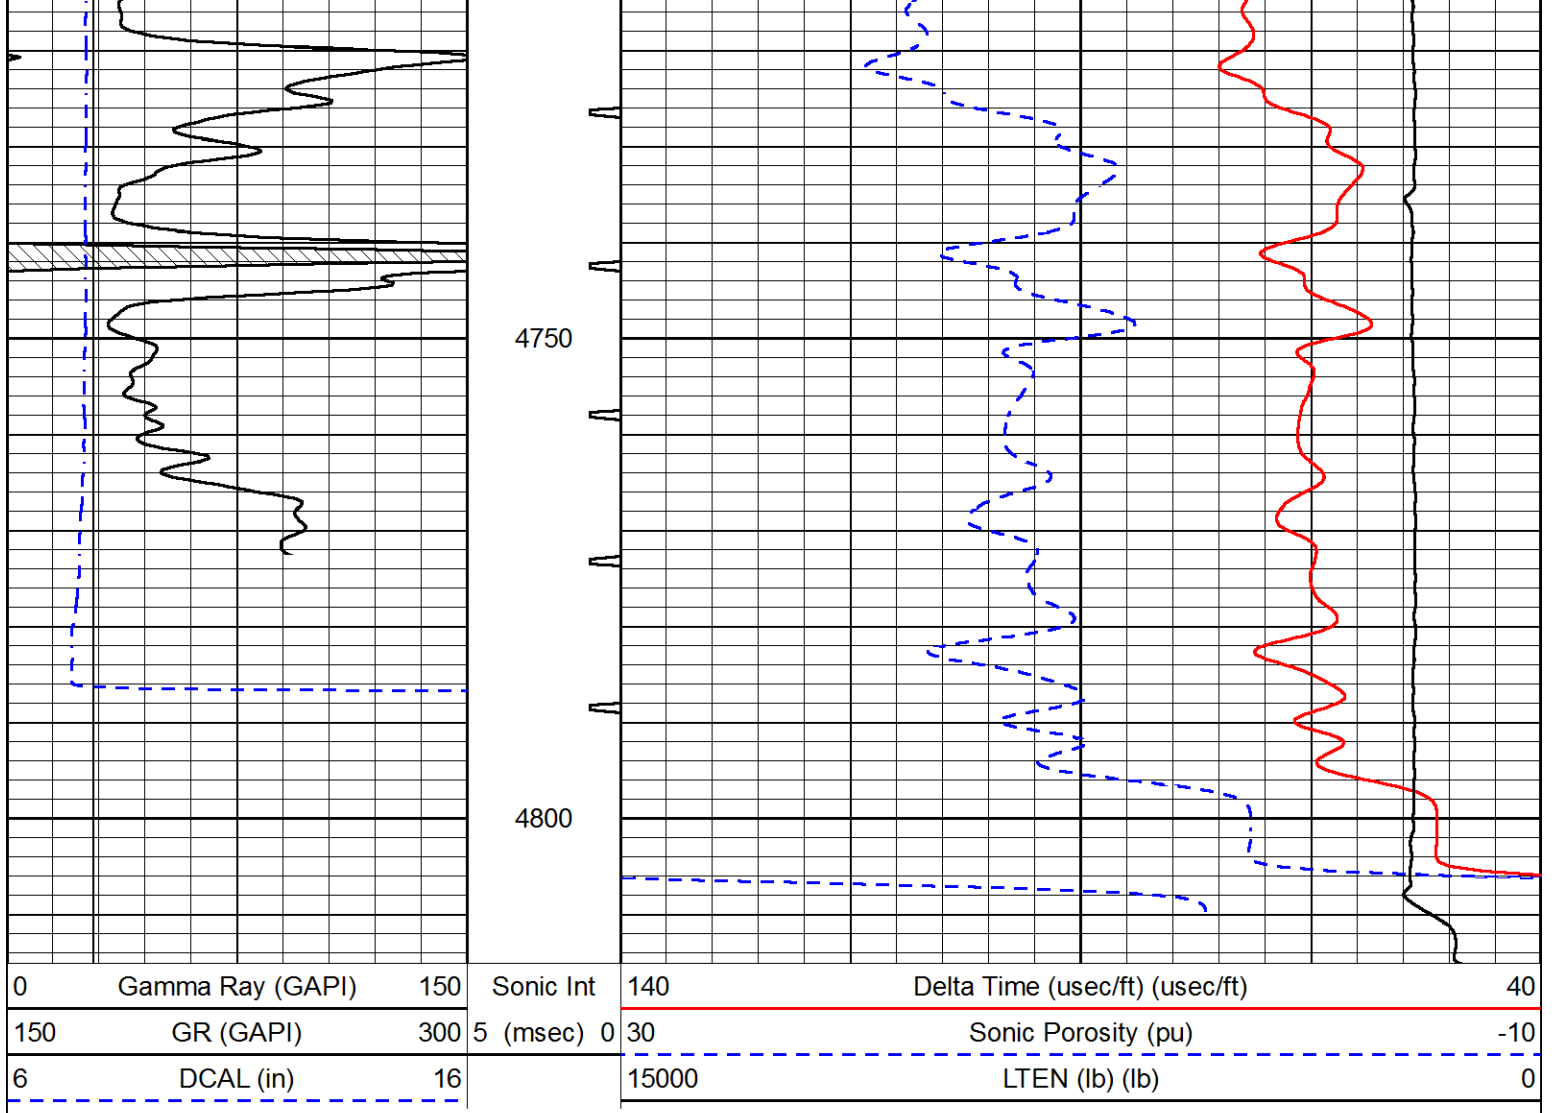 4750
4800
0 Gamma Ray (GAPI) 150 Sonic Int 140 Delta Time (usec/ft) (usec/ft) 40
150 GR (GAPI) 300 5 (msec) 0 30 Sonic Porosity (pu) -10
6 DCAL (in) 16 15000 LTEN (lb) (lb) 0